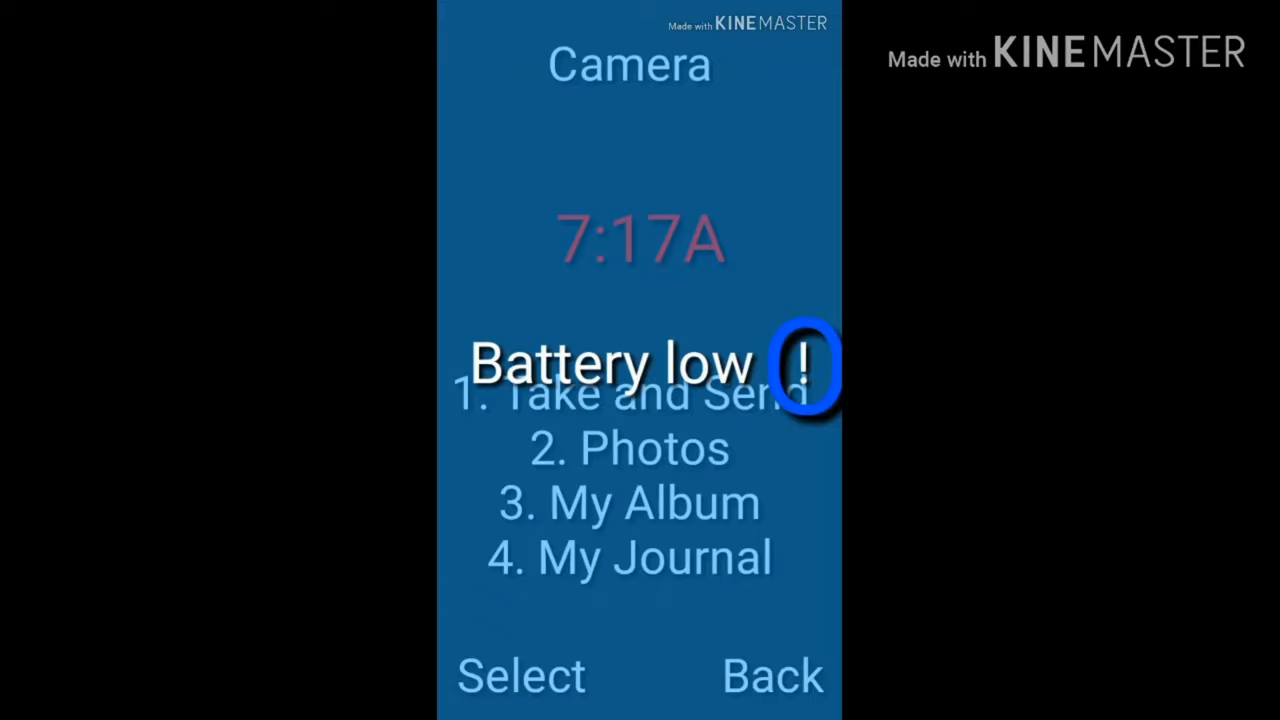 Made with KINEMASTER
Made with KINEMASTER
Camera
7:17A
Battery low !
1. Take and Send
2. Photos
3. My Album
4. My Journal
Select Back